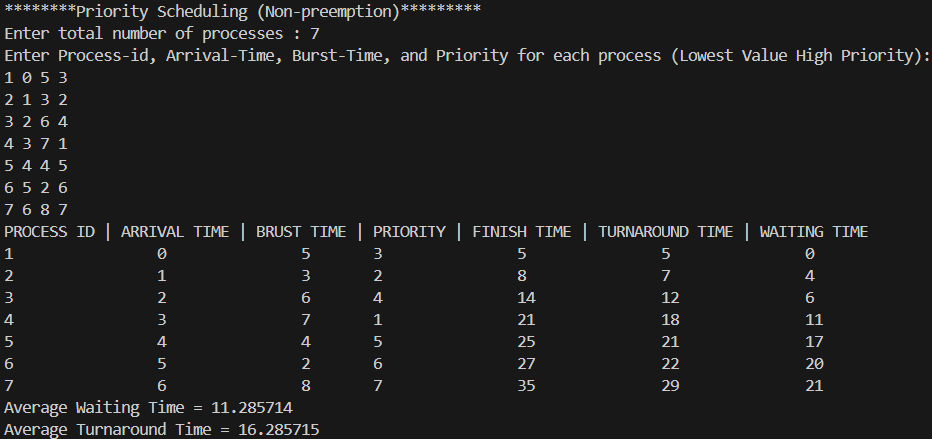 ********Priority Scheduling (Non-preemption)*********
Enter total number of processes : 7
Enter Process-id, Arrival-Time, Burst-Time, and Priority for each process (Lowest Value High Priority):
1 0 5 3
2 1 3 2
3 2 6 4
4 3 7 1
5 4 4 5
6 5 2 6
7 6 8 7
PROCESS ID | ARRIVAL TIME | BRUST TIME | PRIORITY | FINISH TIME | TURNAROUND TIME | WAITING TIME
1 0 5 3 5 5 0
2 1 3 2 8 7 4
3 2 6 4 14 12 6
4 3 7 1 21 18 11
5 4 4 5 25 21 17
6 5 2 6 27 22 20
7 6 8 7 35 29 21
Average Waiting Time = 11.285714
Average Turnaround Time = 16.285715